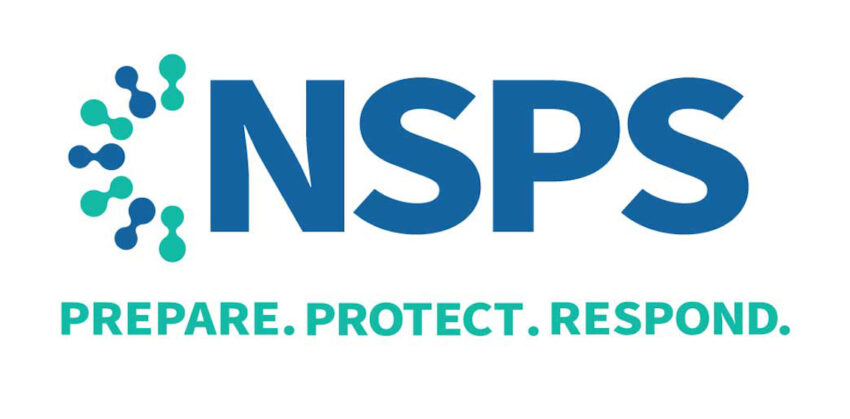 NSPS
PREPARE. PROTECT. RESPOND.